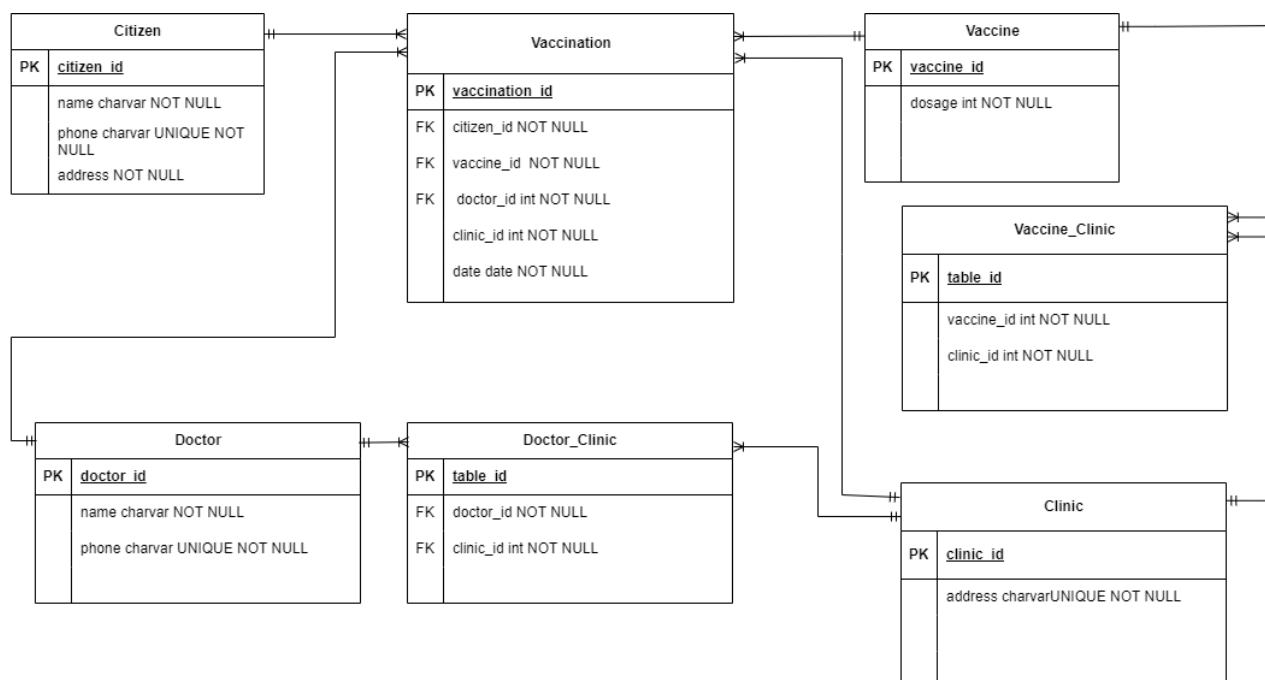 Citizen
PK citizen_id
name charvar NOT NULL
phone charvar UNIQUE NOT
NULL
address NOT NULL
Vaccination
PK vaccination_id
FK citizen_id NOT NULL
FK vaccine_id NOT NULL
FK doctor_id int NOT NULL
clinic_id int NOT NULL
date date NOT NULL
Vaccine
PK vaccine_id
dosage int NOT NULL
Vaccine_Clinic
PK table_id
vaccine_id int NOT NULL
clinic_id int NOT NULL
Doctor
PK doctor_id
name charvar NOT NULL
phone charvar UNIQUE NOT NULL
Doctor_Clinic
PK table_id
FK doctor_id NOT NULL
FK clinic_id int NOT NULL
Clinic
PK clinic_id
address charvarUNIQUE NOT NULL